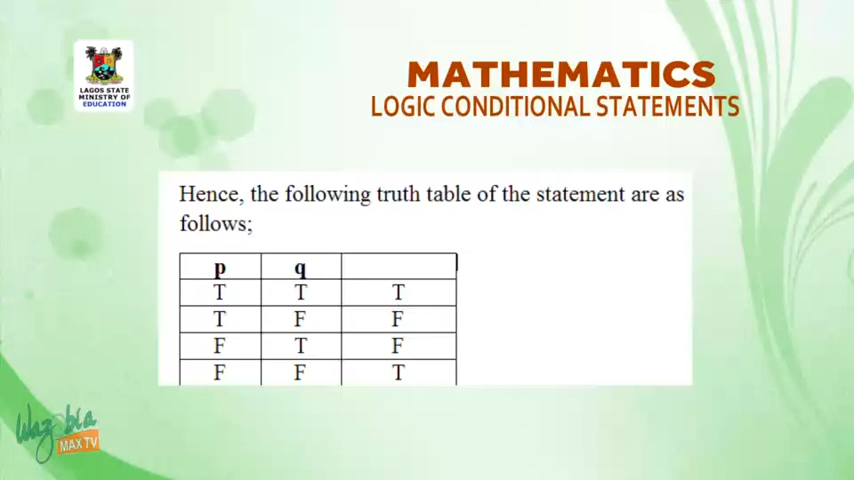 LAGOS STATE
MINISTRY OF
EDUCATION
MATHEMATICS
LOGIC CONDITIONAL STATEMENTS
Hence, the following truth table of the statement are as
follows;
p q
T T T
T F F
F T F
F F T
Wazobia
MAX TV